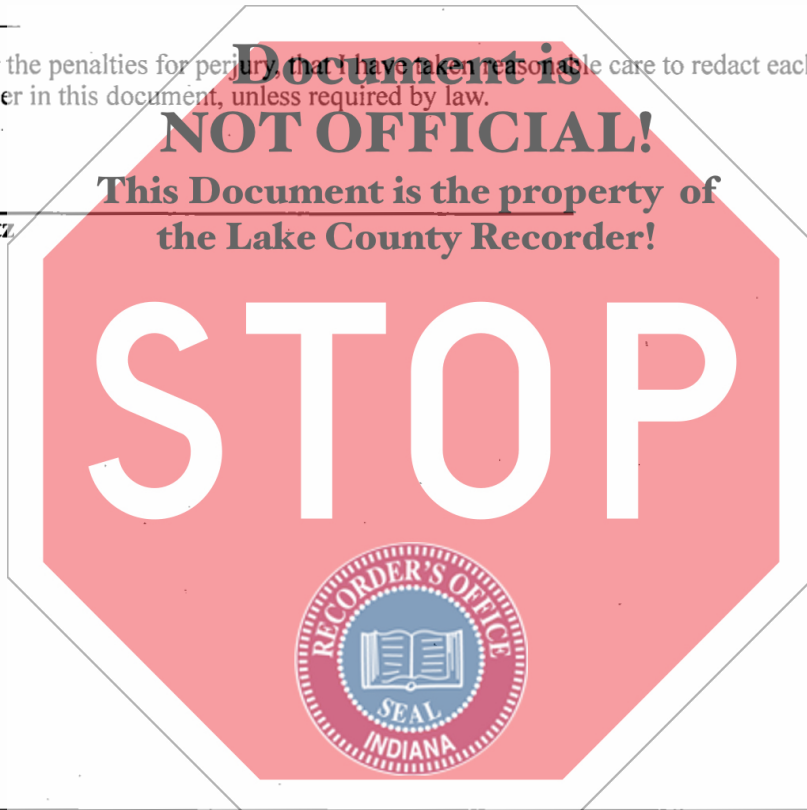 Document is
the penalties for perjury, that I have taken reasonable care to redact each
er in this document, unless required by law.
NOT OFFICIAL!
This Document is the property of
tz
the Lake County Recorder!
STOP
RECORDER'S OFFICE
SEAL
INDIANA